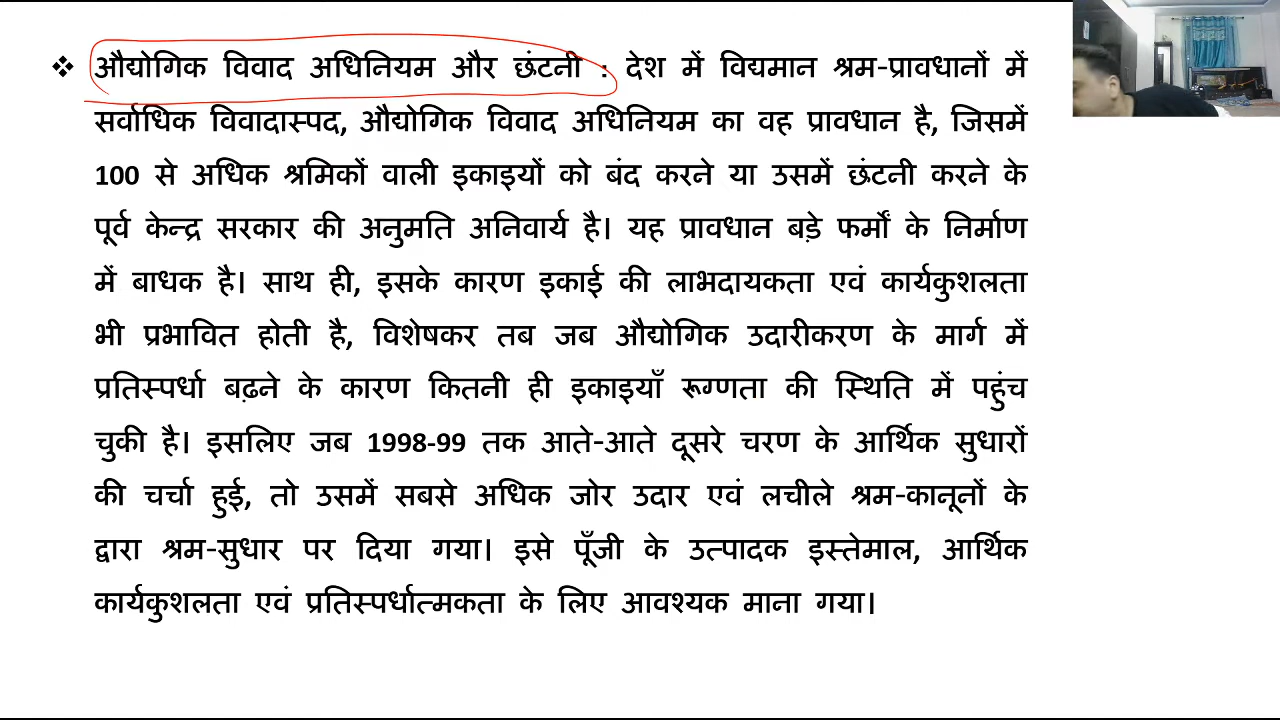 ❖ औद्योगिक विवाद अधिनियम और छंटनी : देश में विद्यमान श्रम-प्रावधानों में
सर्वाधिक विवादास्पद, औद्योगिक विवाद अधिनियम का वह प्रावधान है, जिसमें
100 से अधिक श्रमिकों वाली इकाइयों को बंद करने या उसमें छंटनी करने के
पूर्व केन्द्र सरकार की अनुमति अनिवार्य है। यह प्रावधान बड़े फर्मों के निर्माण
में बाधक है। साथ ही, इसके कारण इकाई की लाभदायकता एवं कार्यकुशलता
भी प्रभावित होती है, विशेषकर तब जब औद्योगिक उदारीकरण के मार्ग में
प्रतिस्पर्धा बढ़ने के कारण कितनी ही इकाइयाँ रूग्णता की स्थिति में पहुंच
चुकी है। इसलिए जब 1998-99 तक आते-आते दूसरे चरण के आर्थिक सुधारों
की चर्चा हुई, तो उसमें सबसे अधिक जोर उदार एवं लचीले श्रम-कानूनों के
द्वारा श्रम-सुधार पर दिया गया। इसे पूँजी के उत्पादक इस्तेमाल, आर्थिक
कार्यकुशलता एवं प्रतिस्पर्धात्मकता के लिए आवश्यक माना गया।